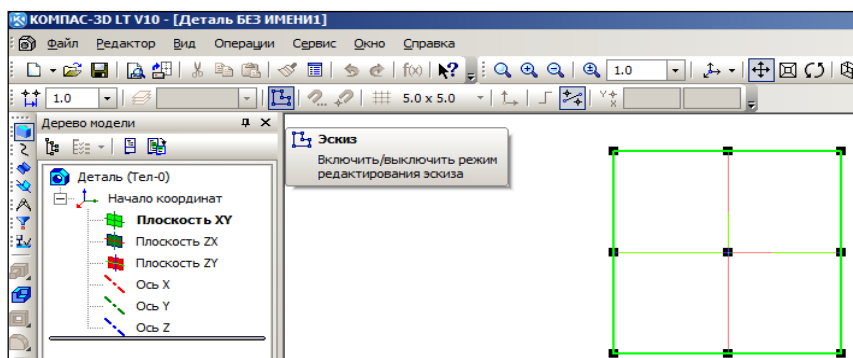 КОМПАС-3D LT V10 - [Деталь БЕЗ ИМЕНИ1]
Файл Редактор Вид Операции Сервис Окно Справка
f(x) 1.0
1.0 5.0 x 5.0
Дерево модели
Эскиз
Включить/выключить режим
редактирования эскиза
Деталь (Тел-0)
Начало координат
Плоскость XY
Плоскость ZX
Плоскость ZY
Ось X
Ось Y
Ось Z